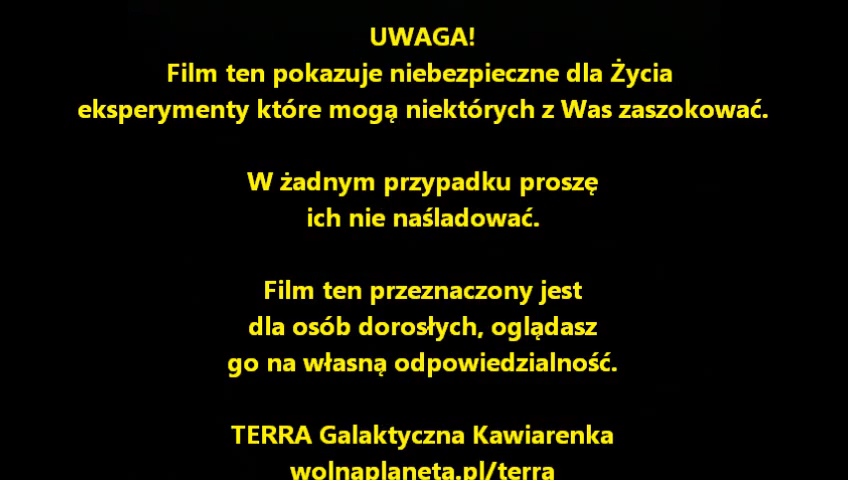 UWAGA!
Film ten pokazuje niebezpieczne dla Życia
eksperymenty które mogą niektórych z Was zaszokować.
W żadnym przypadku proszę
ich nie naśladować.
Film ten przeznaczony jest
dla osób dorosłych, oglądasz
go na własną odpowiedzialność.
TERRA Galaktyczna Kawiarenka
wolnaplaneta.pl/terra